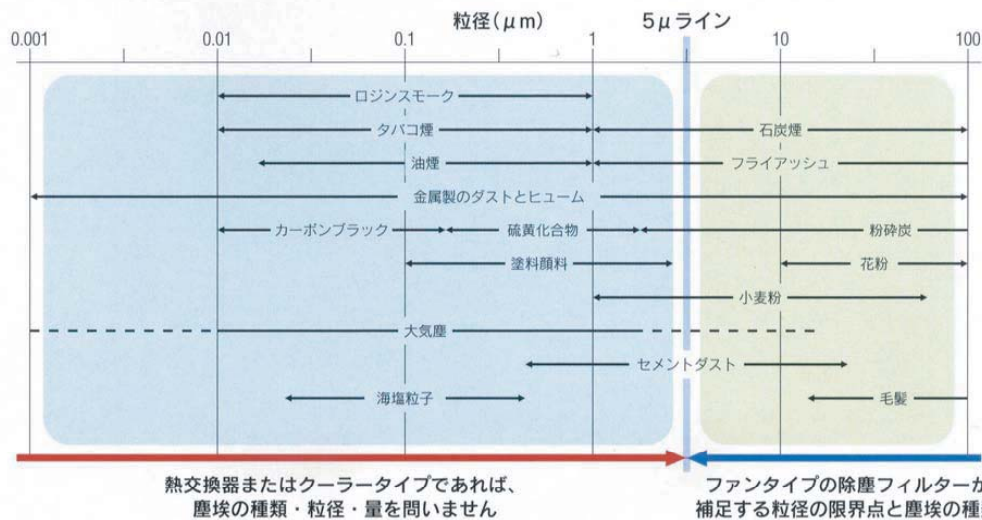 粒径(μm)
5μライン
0.001 0.01 0.1 1 10 100
ロジンスモーク
タバコ煙 石炭煙
油煙 フライアッシュ
金属製のダストとヒューム
カーボンブラック 硫黄化合物 粉砕炭
塗料顔料 花粉
小麦粉
大気塵
セメントダスト
海塩粒子 毛髪
熱交換器またはクーラータイプであれば、
塵埃の種類・粒径・量を問いません
ファンタイプの除塵フィルターが
補足する粒径の限界点と塵埃の種